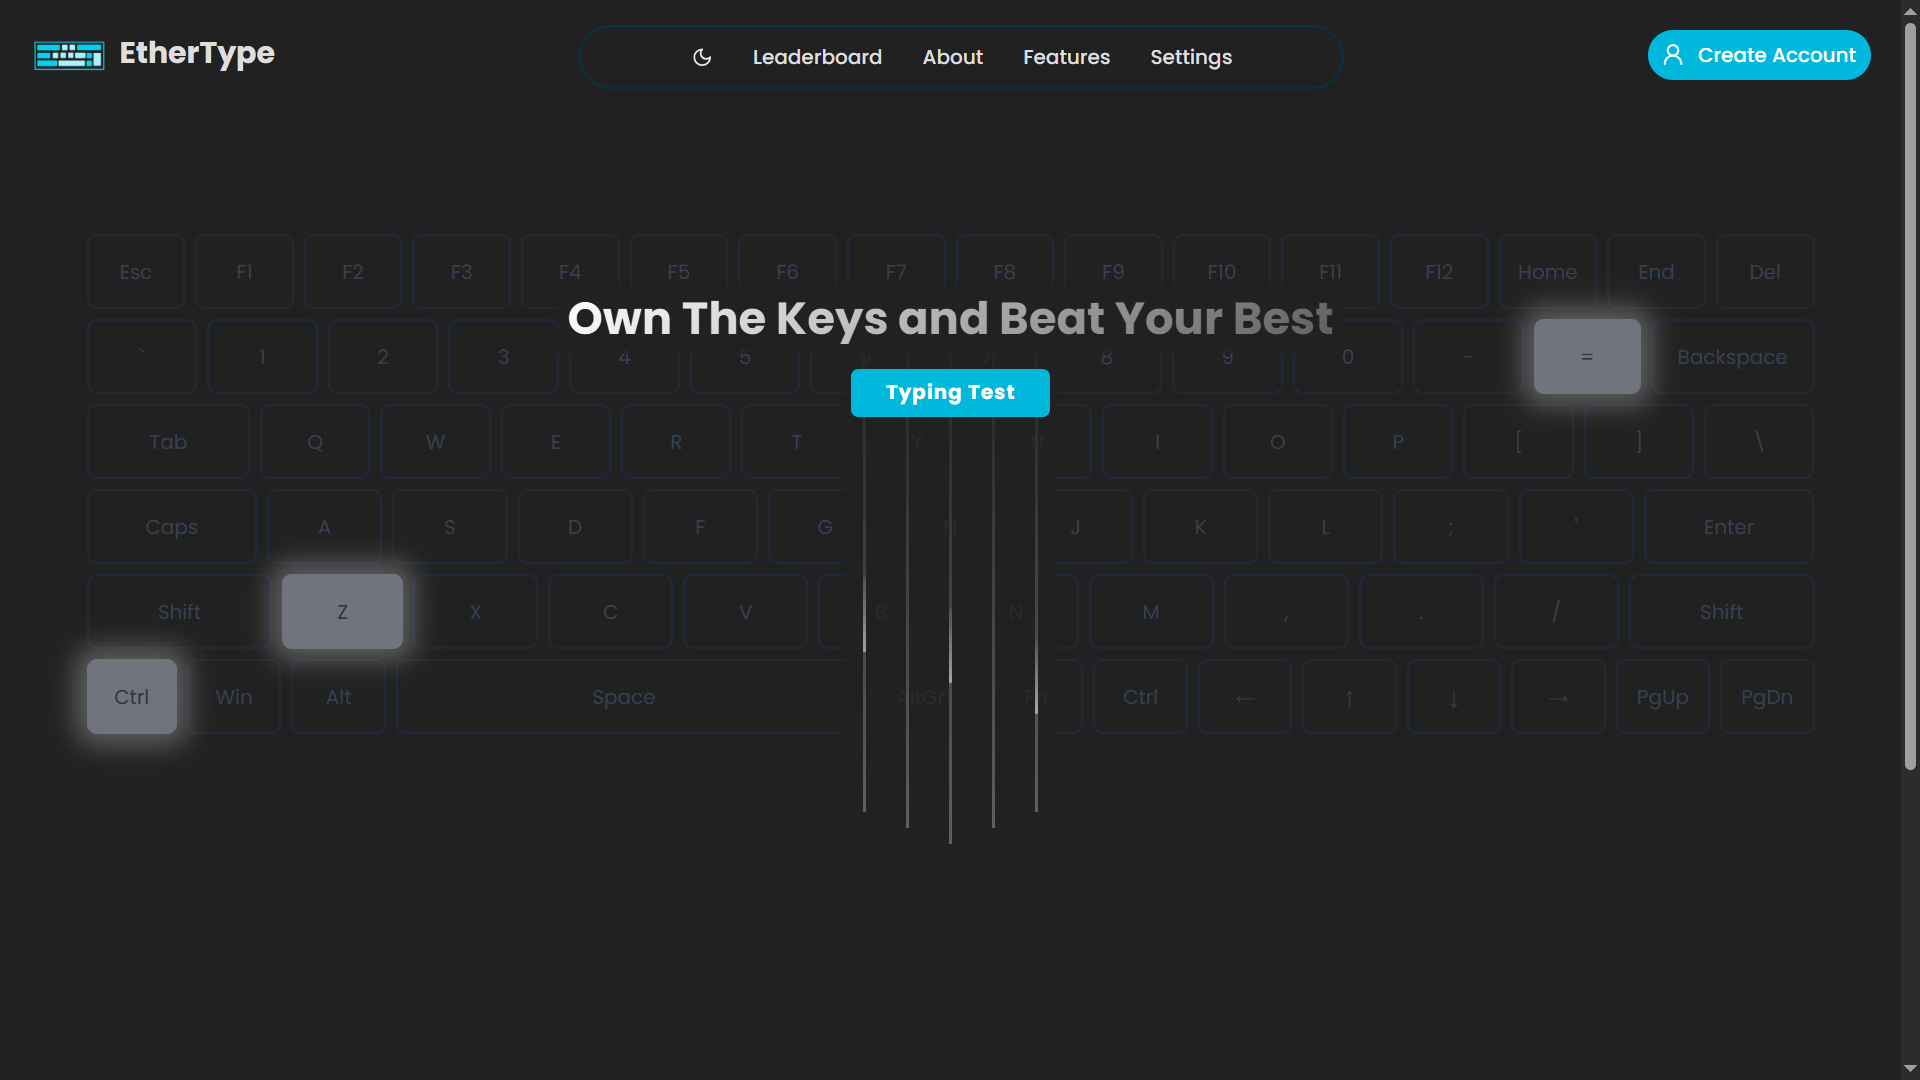 EtherType
Leaderboard About Features Settings
Create Account
Esc F1 F2 F3 F4 F5 F6 F7 F8 F9 F10 F11 F12 Home End Del
Own The Keys and Beat Your Best
` 1 2 3 4 5 6 7 8 9 0 - = Backspace
Typing Test
Tab Q W E R T Y U I O P [ ] \
Caps A S D F G H J K L ; ' Enter
Shift Z X C V B N M , . / Shift
Ctrl Win Alt Space AltGr Fn Ctrl ← ↑ ↓ → PgUp PgDn